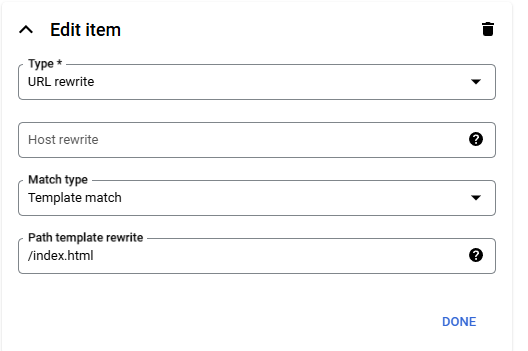 Edit item
Type *
URL rewrite
Host rewrite
Match type
Template match
Path template rewrite
/index.html
DONE